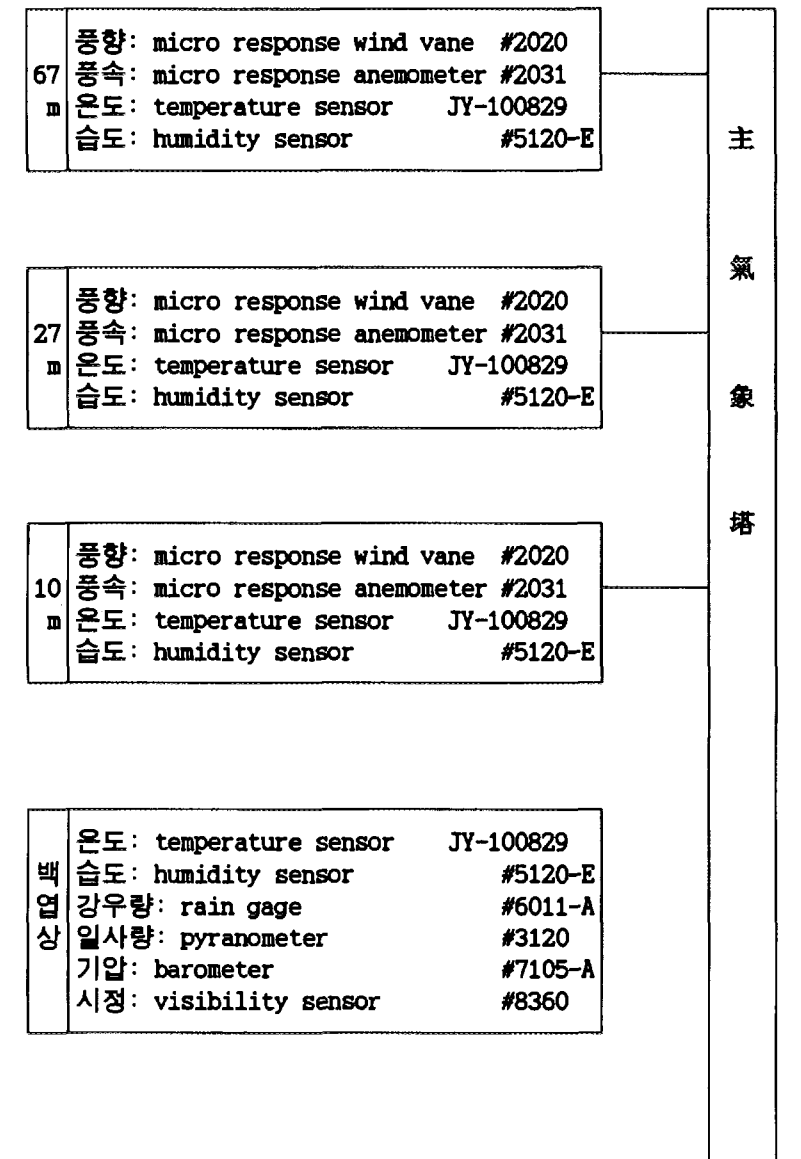 풍향: micro response wind vane #2020
67 풍속: micro response anemometer #2031
m 온도: temperature sensor JY-100829
습도: humidity sensor #5120-E
풍향: micro response wind vane #2020
27 풍속: micro response anemometer #2031
m 온도: temperature sensor JY-100829
습도: humidity sensor #5120-E
풍향: micro response wind vane #2020
10 풍속: micro response anemometer #2031
m 온도: temperature sensor JY-100829
습도: humidity sensor #5120-E
온도: temperature sensor JY-100829
백 습도: humidity sensor #5120-E
엽 강우량: rain gage #6011-A
상 일사량: pyranometer #3120
기압: barometer #7105-A
시정: visibility sensor #8360
主
氣
象
塔